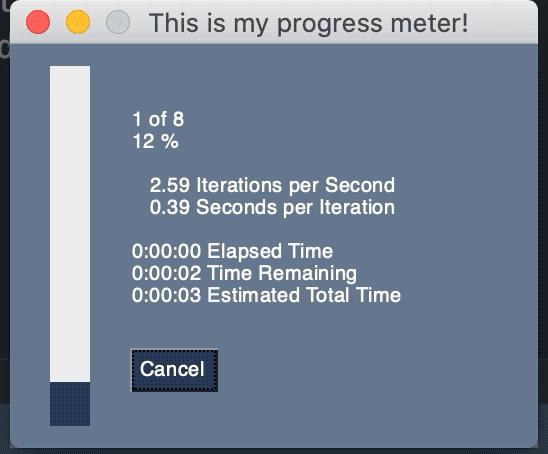 This is my progress meter!
1 of 8
12 %
2.59 Iterations per Second
0.39 Seconds per Iteration
0:00:00 Elapsed Time
0:00:02 Time Remaining
0:00:03 Estimated Total Time
Cancel